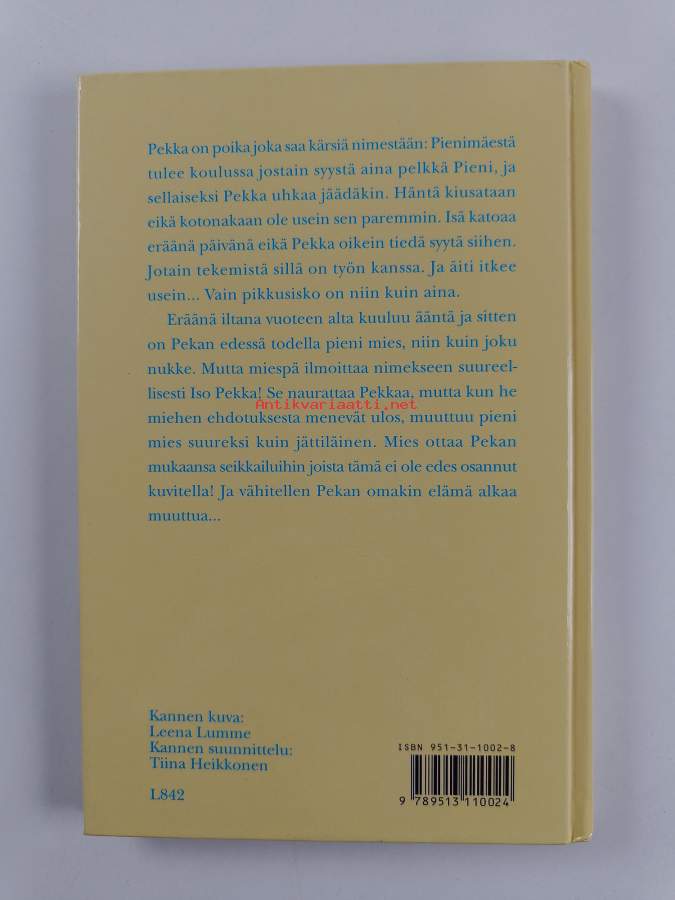 Pekka on poika joka saa kärsiä nimestään: Pienimäestä
tulee koulussa jostain syystä aina pelkkä Pieni, ja
sellaiseksi Pekka uhkaa jäädäkin. Häntä kiusataan
eikä kotonakaan ole usein sen paremmin. Isä katoaa
eräänä päivänä eikä Pekka oikein tiedä syytä siihen.
Jotain tekemistä sillä on työn kanssa. Ja äiti itkee
usein... Vain pikkusisko on niin kuin aina.
Eräänä iltana vuoteen alta kuuluu ääntä ja sitten
on Pekan edessä todella pieni mies, niin kuin joku
nukke. Mutta miespä ilmoittaa nimekseen suureel-
lisesti Iso Pekka! Se naurattaa Pekkaa, mutta kun he
Antikvariaatti.net
miehen ehdotuksesta menevät ulos, muuttuu pieni
mies suureksi kuin jättiläinen. Mies ottaa Pekan
mukaansa seikkailuihin joista tämä ei ole edes osannut
kuvitella! Ja vähitellen Pekan omakin elämä alkaa
muuttua...
Kannen kuva:
Leena Lumme
Kannen suunnittelu:
Tiina Heikkonen
L842
ISBN 951-31-1002-8
9 789513 110024